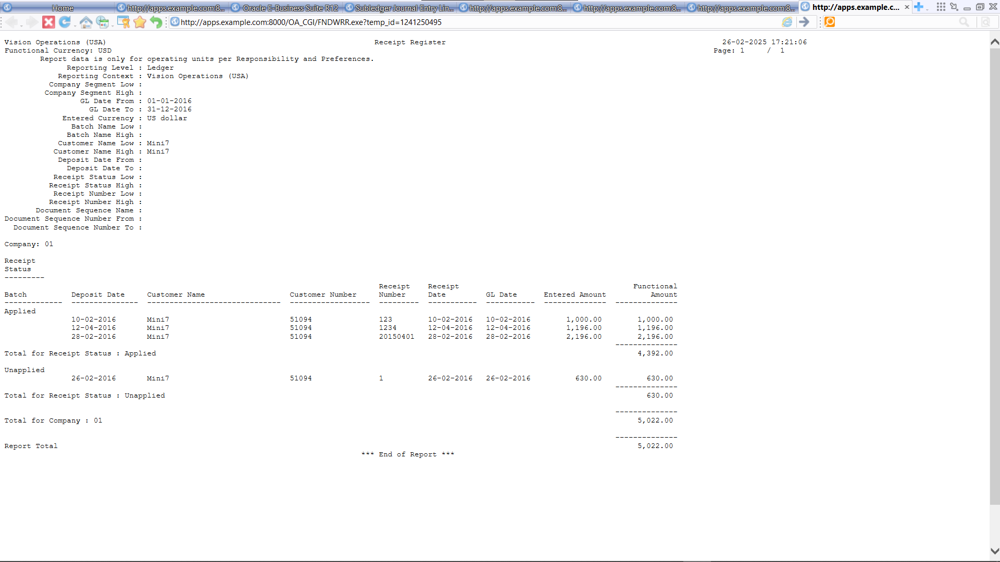 Home
http://apps.example.com:8...
Oracle E-Business Suite R12
Subledger Journal Entry Lin...
http://apps.example.com:8...
http://apps.example.com:8...
http://apps.example.com:8...
http://apps.example.c...
http://apps.example.com:8000/OA_CGI/FNDWRR.exe?temp_id=1241250495
Vision Operations (USA) Receipt Register 26-02-2025 17:21:06
Functional Currency: USD Page: 1 / 1
Report data is only for operating units per Responsibility and Preferences.
Reporting Level : Ledger
Reporting Context : Vision Operations (USA)
Company Segment Low :
Company Segment High :
GL Date From : 01-01-2016
GL Date To : 31-12-2016
Entered Currency : US dollar
Batch Name Low :
Batch Name High :
Customer Name Low : Mini7
Customer Name High : Mini7
Deposit Date From :
Deposit Date To :
Receipt Status Low :
Receipt Status High :
Receipt Number Low :
Receipt Number High :
Document Sequence Name :
Document Sequence Number From :
Document Sequence Number To :
Company: 01
Receipt
Status
---------
Receipt Receipt Functional
Batch Deposit Date Customer Name Customer Number Number Date GL Date Entered Amount Amount
------------- --------------- ------------------------------ ------------------ --------- ----------- ----------- -------------- --------------
Applied
10-02-2016 Mini7 51094 123 10-02-2016 10-02-2016 1,000.00 1,000.00
12-04-2016 Mini7 51094 1234 12-04-2016 12-04-2016 1,196.00 1,196.00
28-02-2016 Mini7 51094 20150401 28-02-2016 28-02-2016 2,196.00 2,196.00
--------------
Total for Receipt Status : Applied 4,392.00
Unapplied
26-02-2016 Mini7 51094 1 26-02-2016 26-02-2016 630.00 630.00
--------------
Total for Receipt Status : Unapplied 630.00
--------------
Total for Company : 01 5,022.00
--------------
Report Total 5,022.00
*** End of Report ***